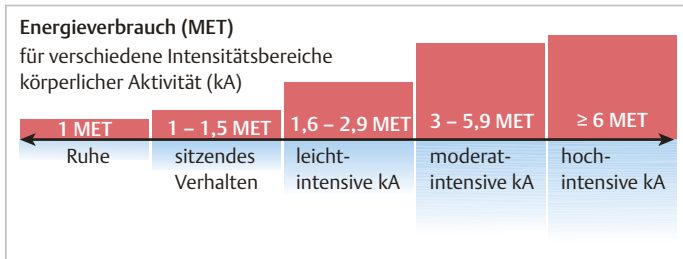 Energieverbrauch (MET)
für verschiedene Intensitätsbereiche
körperlicher Aktivität (kA)
1 MET
1 – 1,5 MET
1,6 – 2,9 MET
3 – 5,9 MET
≥ 6 MET
Ruhe
sitzendes
Verhalten
leicht-
intensive kA
moderat-
intensive kA
hoch-
intensive kA